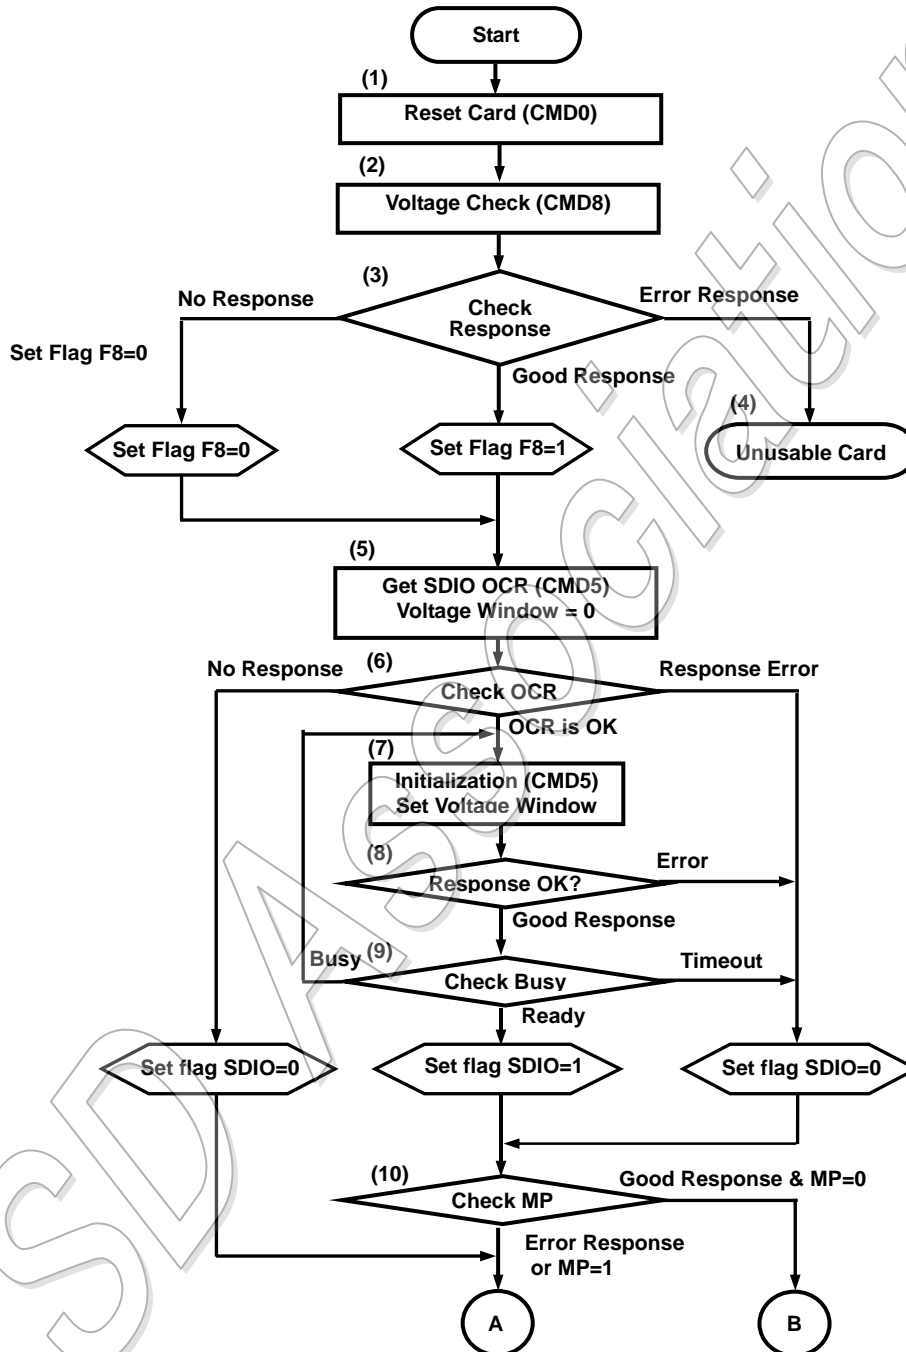 Start
(1)
Reset Card (CMD0)
(2)
Voltage Check (CMD8)
(3)
No Response
Error Response
Check
Response
Set Flag F8=0
Good Response
(4)
Set Flag F8=0
Set Flag F8=1
Unusable Card
(5)
Get SDIO OCR (CMD5)
Voltage Window = 0
No Response
(6)
Response Error
Check OCR
OCR is OK
(7)
Initialization (CMD5)
Set Voltage Window
(8)
Error
Response OK?
Good Response
Busy
(9)
Timeout
Check Busy
Ready
Set flag SDIO=0
Set flag SDIO=1
Set flag SDIO=0
(10)
Good Response & MP=0
Check MP
Error Response
or MP=1
A
B
SD Association